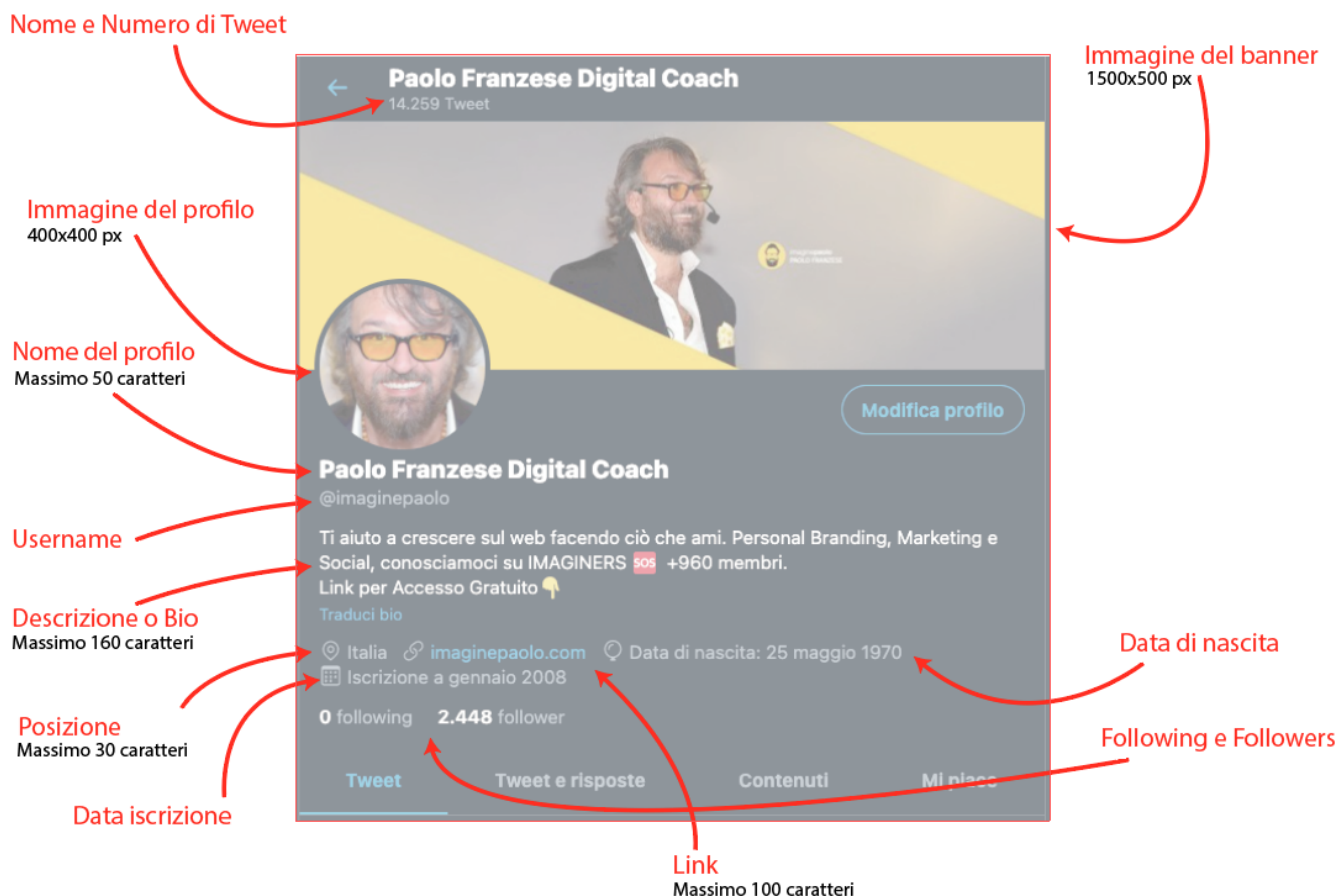 Nome e Numero di Tweet
Immagine del banner
1500x500 px
Paolo Franzese Digital Coach
14.259 Tweet
Immagine del profilo
400x400 px
imaginepaolo
PAOLO FRANZESE
Nome del profilo
Massimo 50 caratteri
Modifica profilo
Paolo Franzese Digital Coach
@imaginepaolo
Username
Ti aiuto a crescere sul web facendo ciò che ami. Personal Branding, Marketing e
Social, conosciamoci su IMAGINERS SOS +960 membri.
Link per Accesso Gratuito
Traduci bio
Descrizione o Bio
Massimo 160 caratteri
Italia imaginepaolo.com Data di nascita: 25 maggio 1970
Data di nascita
Iscrizione a gennaio 2008
0 following 2.448 follower
Posizione
Massimo 30 caratteri
Following e Followers
Tweet Tweet e risposte Contenuti Mi piace
Data iscrizione
Link
Massimo 100 caratteri